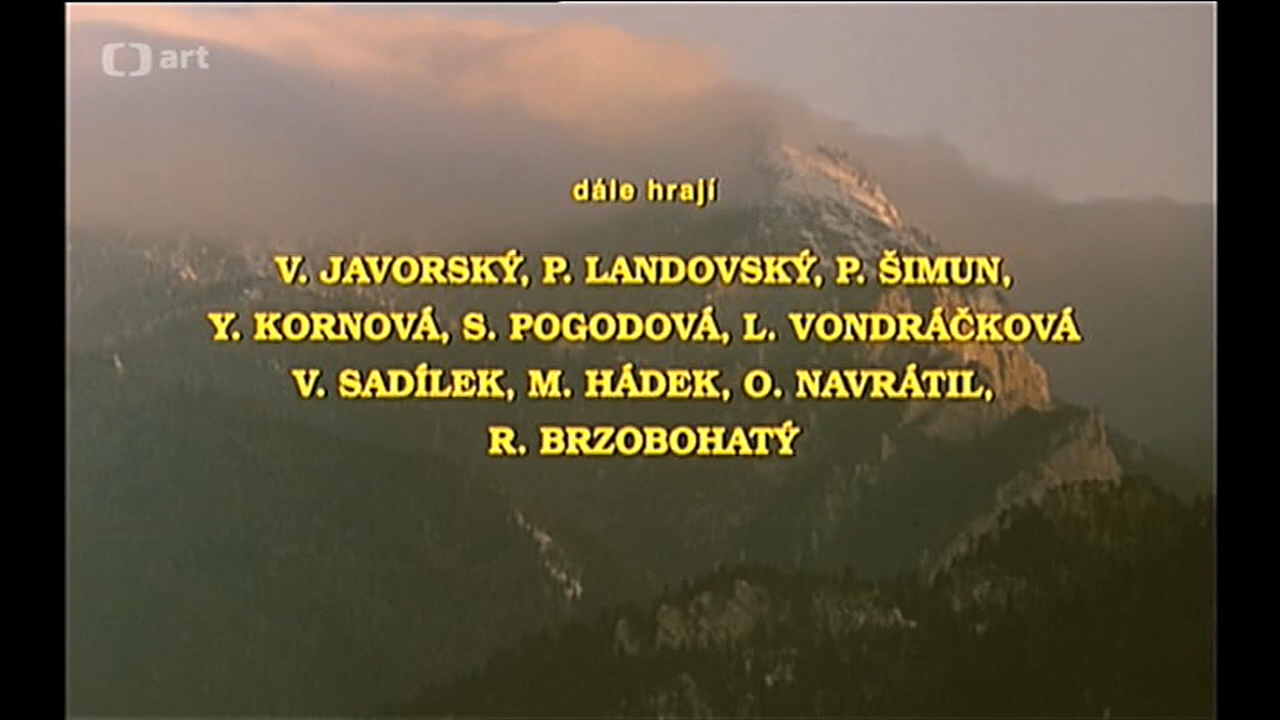 art
dále hrají
V. JAVORSKÝ, P. LANDOVSKÝ, P. ŠIMUN,
Y. KORNOVÁ, S. POGODOVÁ, L. VONDRÁČKOVÁ
V. SADÍLEK, M. HÁDEK, O. NAVRÁTIL,
R. BRZOBOHATÝ